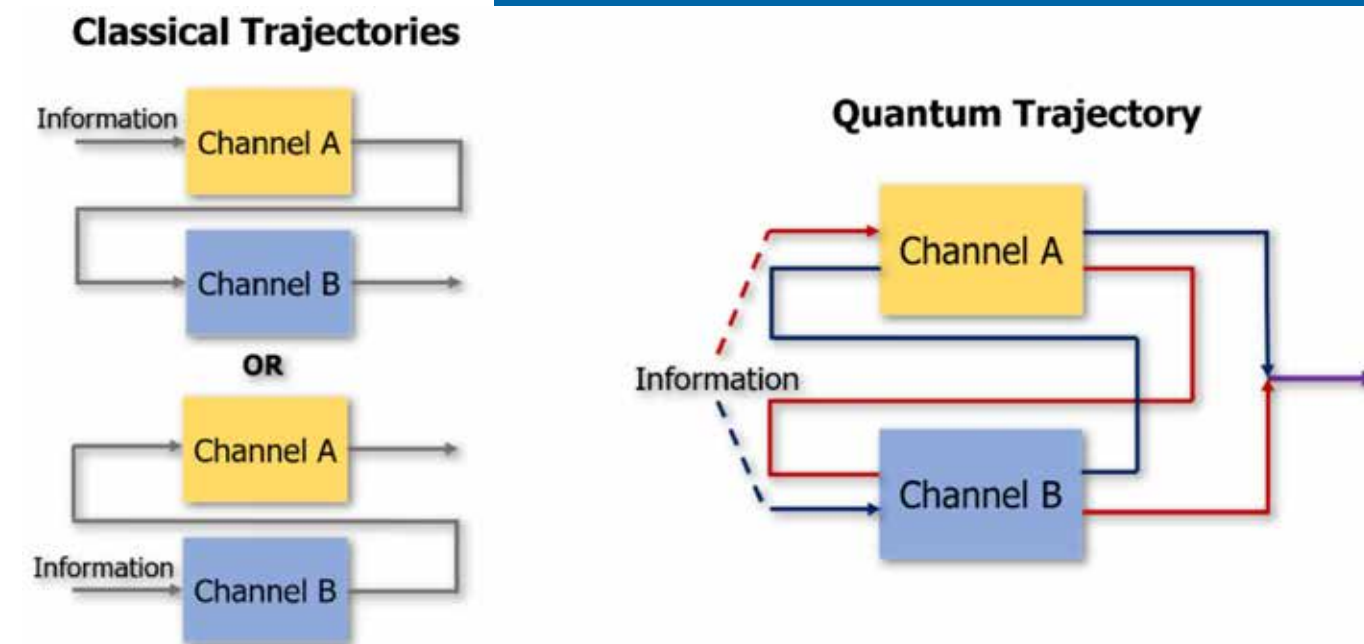 Classical Trajectories
Information
Channel A
Channel B
OR
Channel A
Information
Channel B
Quantum Trajectory
Channel A
Information
Channel B